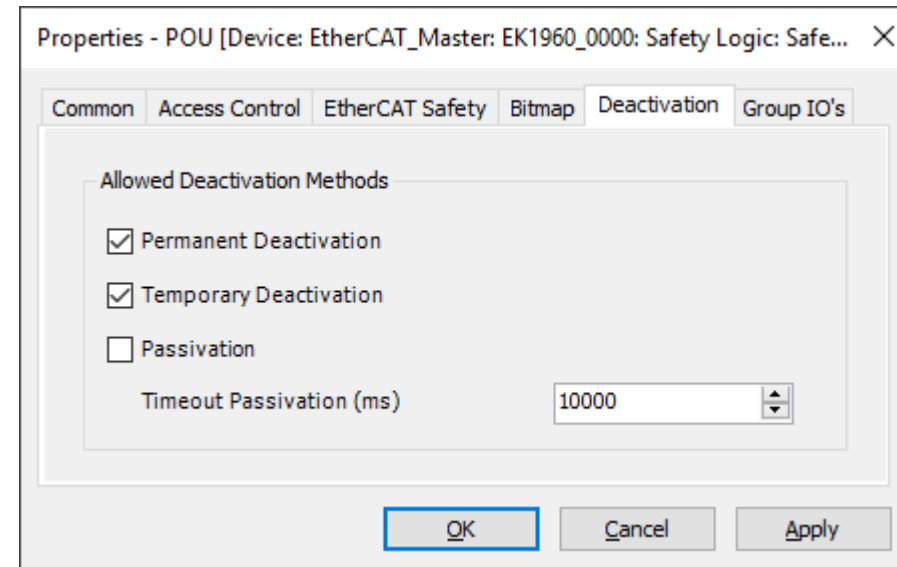 Properties - POU [Device: EtherCAT_Master: EK1960_0000: Safety Logic: Safe...
Common Access Control EtherCAT Safety Bitmap Deactivation Group IO's
Allowed Deactivation Methods
Permanent Deactivation
Temporary Deactivation
Passivation
Timeout Passivation (ms) 10000
OK Cancel Apply